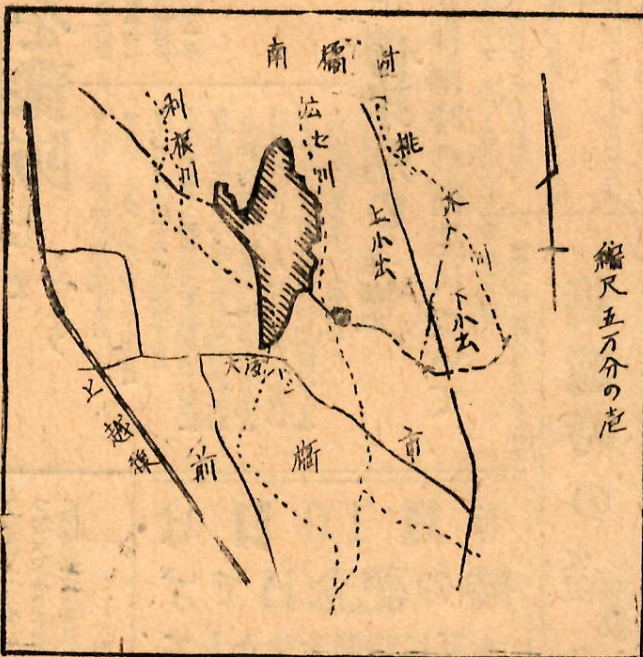 南橘村
利根川
広セ川
桃木川
上小出
下小出
縮尺五万分の壱
大渡バシ
上越線
前橋市